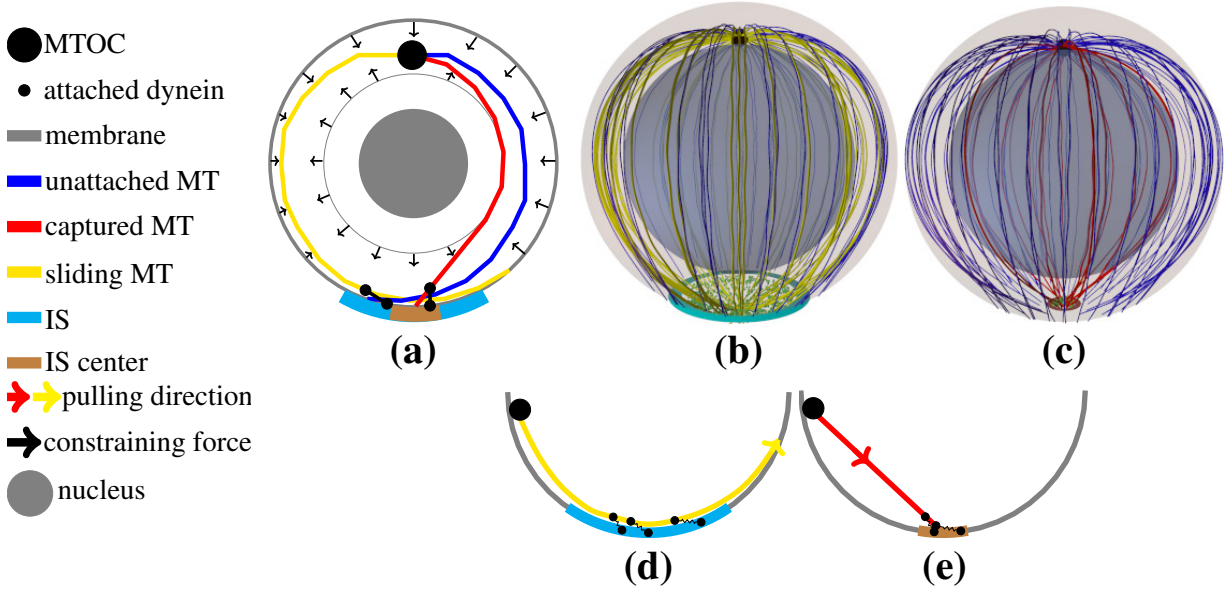 MTOC
attached dynein
membrane
unattached MT
captured MT
sliding MT
IS
IS center
pulling direction
constraining force
nucleus
(a)
(b)
(c)
(d)
(e)